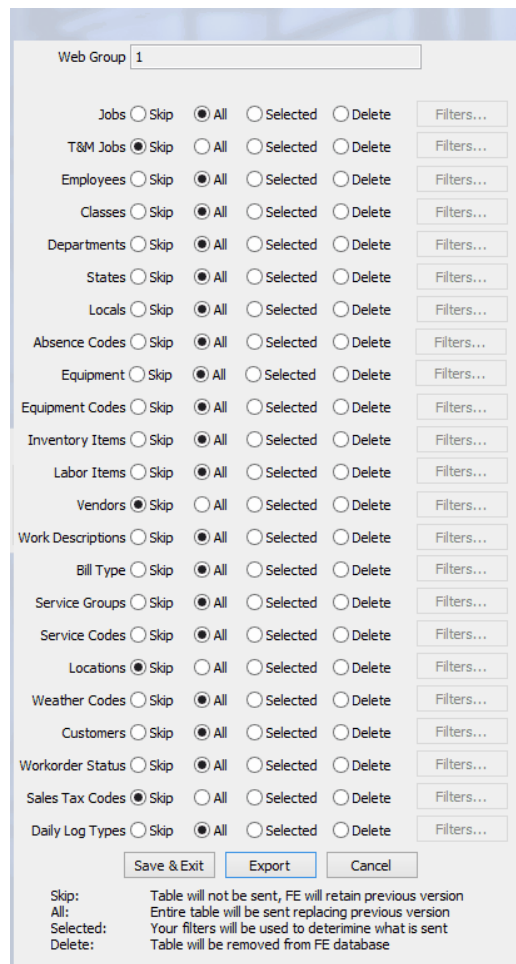 Web Group 1
Jobs Skip All Selected Delete Filters...
T&M Jobs Skip All Selected Delete Filters...
Employees Skip All Selected Delete Filters...
Classes Skip All Selected Delete Filters...
Departments Skip All Selected Delete Filters...
States Skip All Selected Delete Filters...
Locals Skip All Selected Delete Filters...
Absence Codes Skip All Selected Delete Filters...
Equipment Skip All Selected Delete Filters...
Equipment Codes Skip All Selected Delete Filters...
Inventory Items Skip All Selected Delete Filters...
Labor Items Skip All Selected Delete Filters...
Vendors Skip All Selected Delete Filters...
Work Descriptions Skip All Selected Delete Filters...
Bill Type Skip All Selected Delete Filters...
Service Groups Skip All Selected Delete Filters...
Service Codes Skip All Selected Delete Filters...
Locations Skip All Selected Delete Filters...
Weather Codes Skip All Selected Delete Filters...
Customers Skip All Selected Delete Filters...
Workorder Status Skip All Selected Delete Filters...
Sales Tax Codes Skip All Selected Delete Filters...
Daily Log Types Skip All Selected Delete Filters...
Save & Exit Export Cancel
Skip: Table will not be sent, FE will retain previous version
All: Entire table will be sent replacing previous version
Selected: Your filters will be used to deterimine what is sent
Delete: Table will be removed from FE database